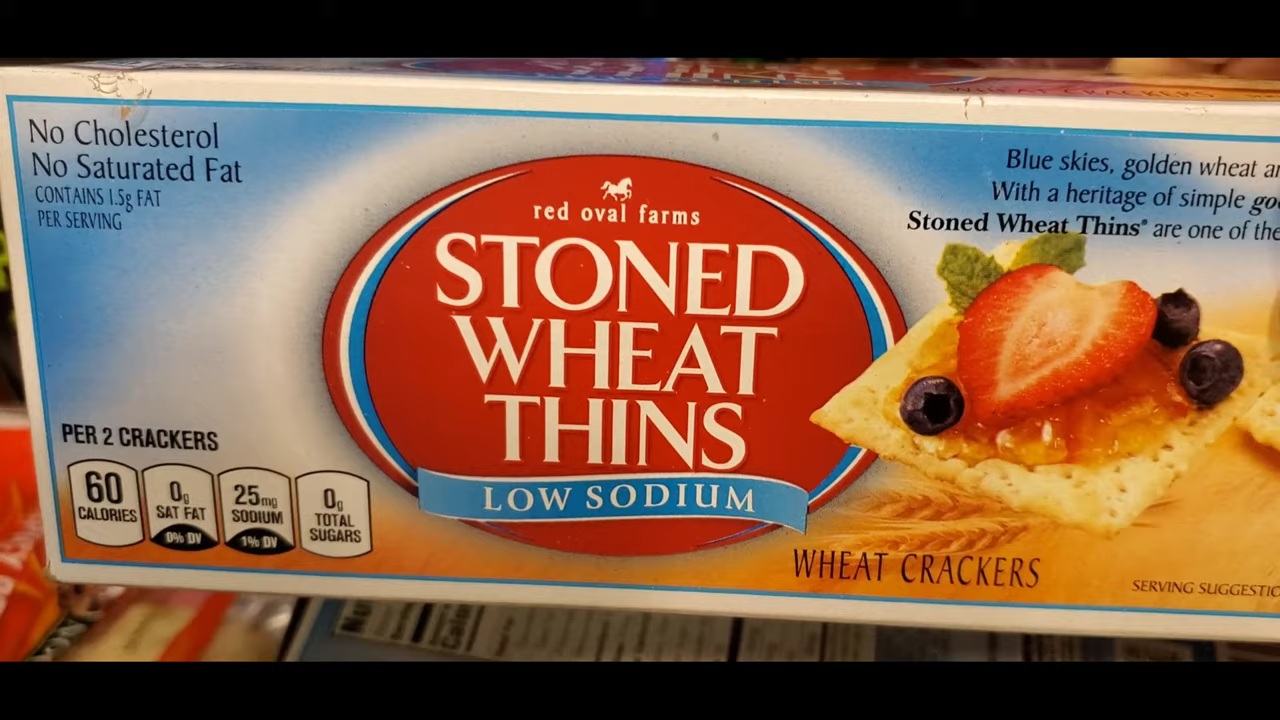 No Cholesterol
No Saturated Fat
CONTAINS 1.5g FAT
PER SERVING
red oval farms
STONED
WHEAT
THINS
LOW SODIUM
Blue skies, golden wheat
With a heritage of simple
Stoned Wheat Thins® are one of the
PER 2 CRACKERS
60
CALORIES
0g
SAT FAT
0% DV
25mg
SODIUM
1% DV
0g
TOTAL
SUGARS
WHEAT CRACKERS
SERVING
WHEAT CRACKERS